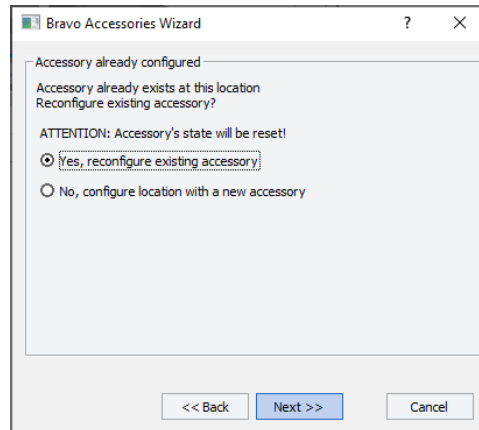 Bravo Accessories Wizard ?
Accessory already configured
Accessory already exists at this location
Reconfigure existing accessory?
ATTENTION: Accessory's state will be reset!
Yes, reconfigure existing accessory
No, configure location with a new accessory
<< Back Next >> Cancel